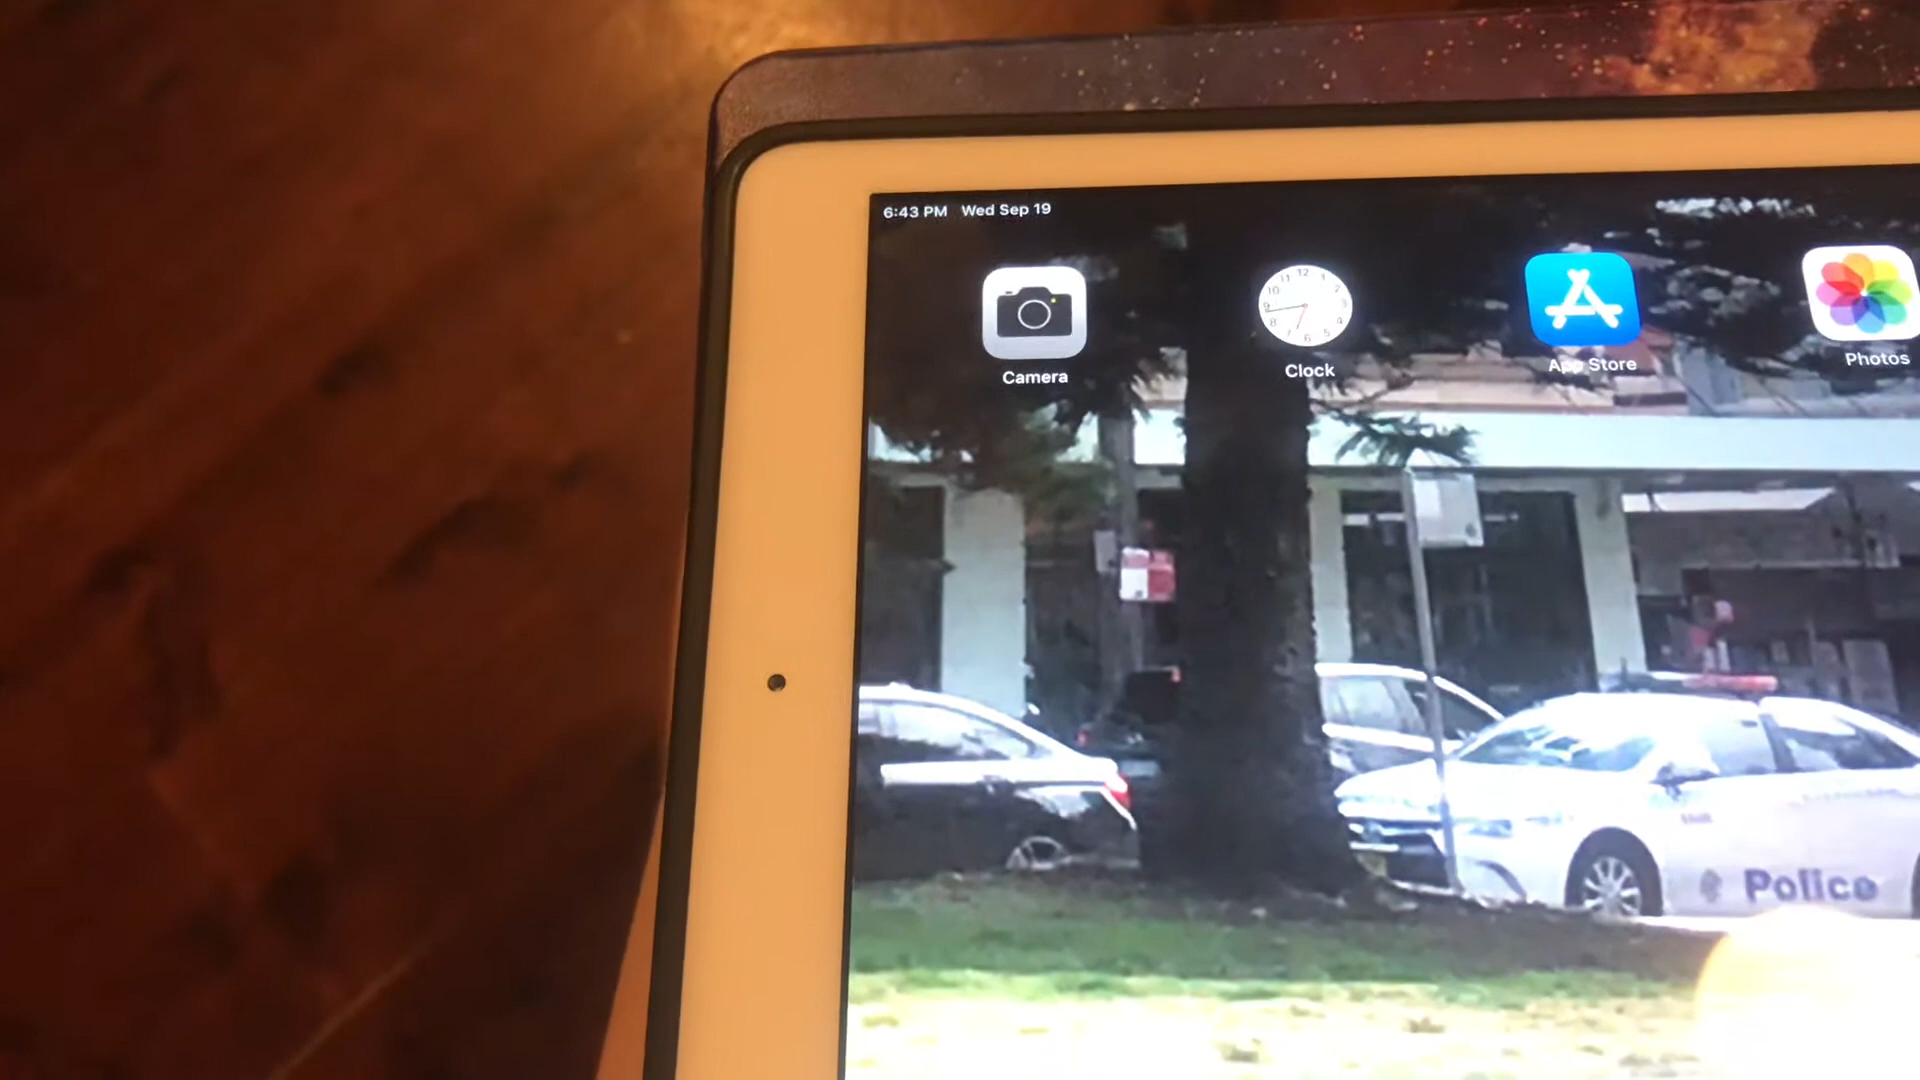 6:43 PM Wed Sep 19
Camera
Clock
App Store
Photos
Police